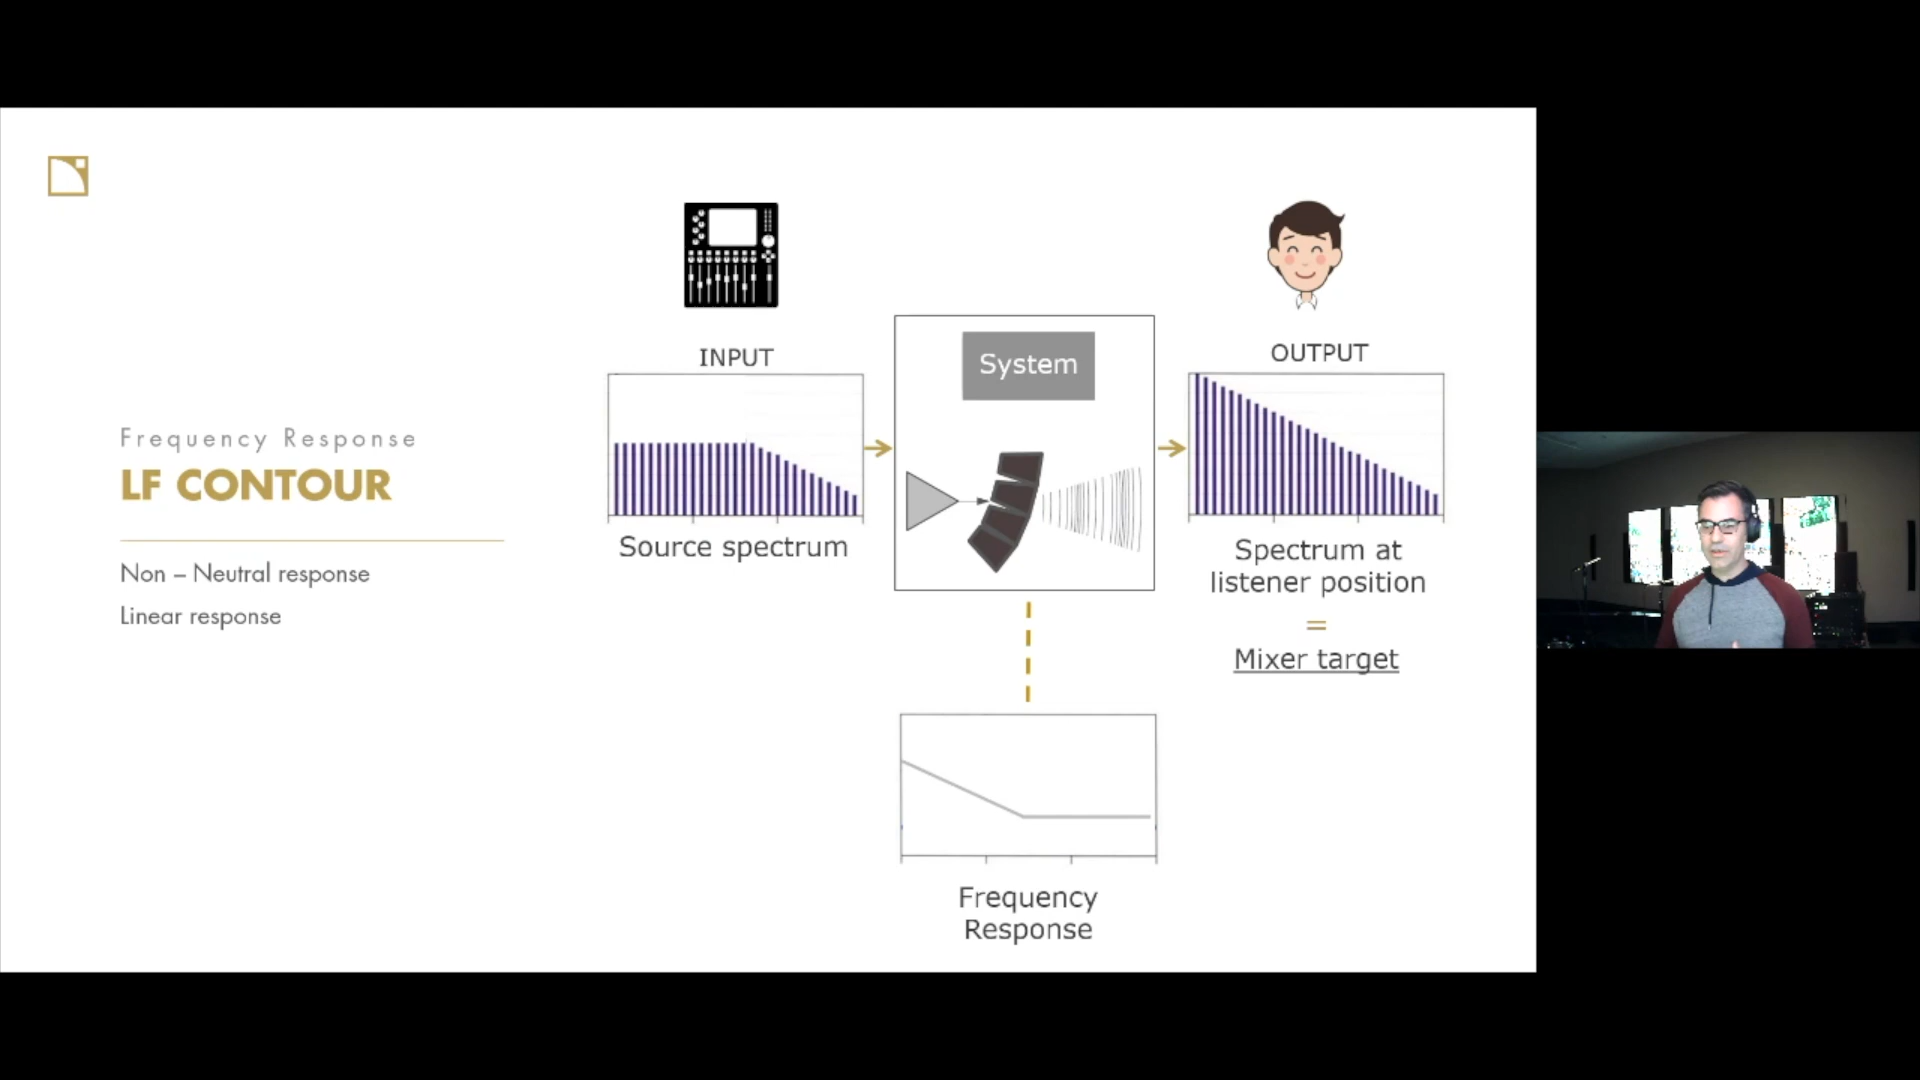 Frequency Response
LF CONTOUR
Non – Neutral response
Linear response
INPUT
Source spectrum
System
OUTPUT
Spectrum at
listener position
=
Mixer target
Frequency
Response